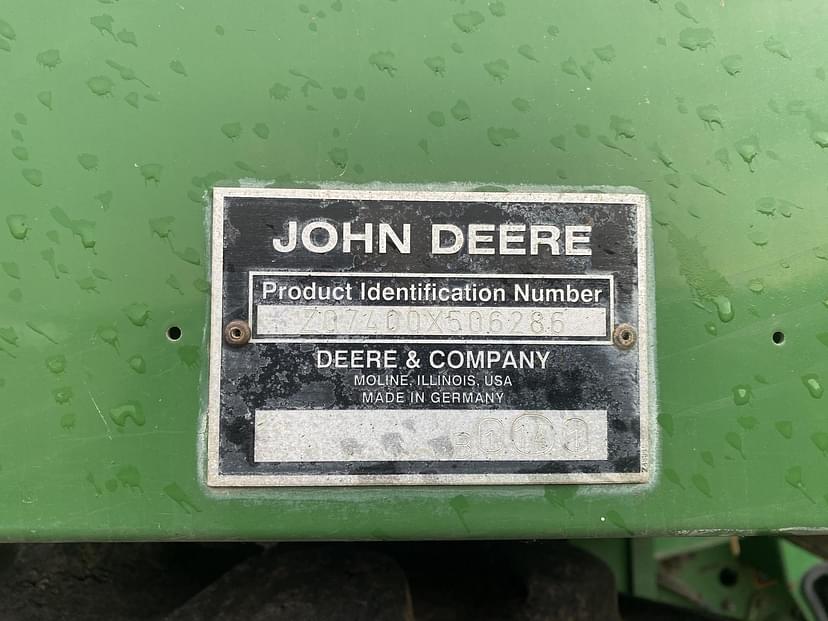 JOHN DEERE
Product Identification Number
Z07400X506286
DEERE & COMPANY
MOLINE, ILLINOIS, USA
MADE IN GERMANY